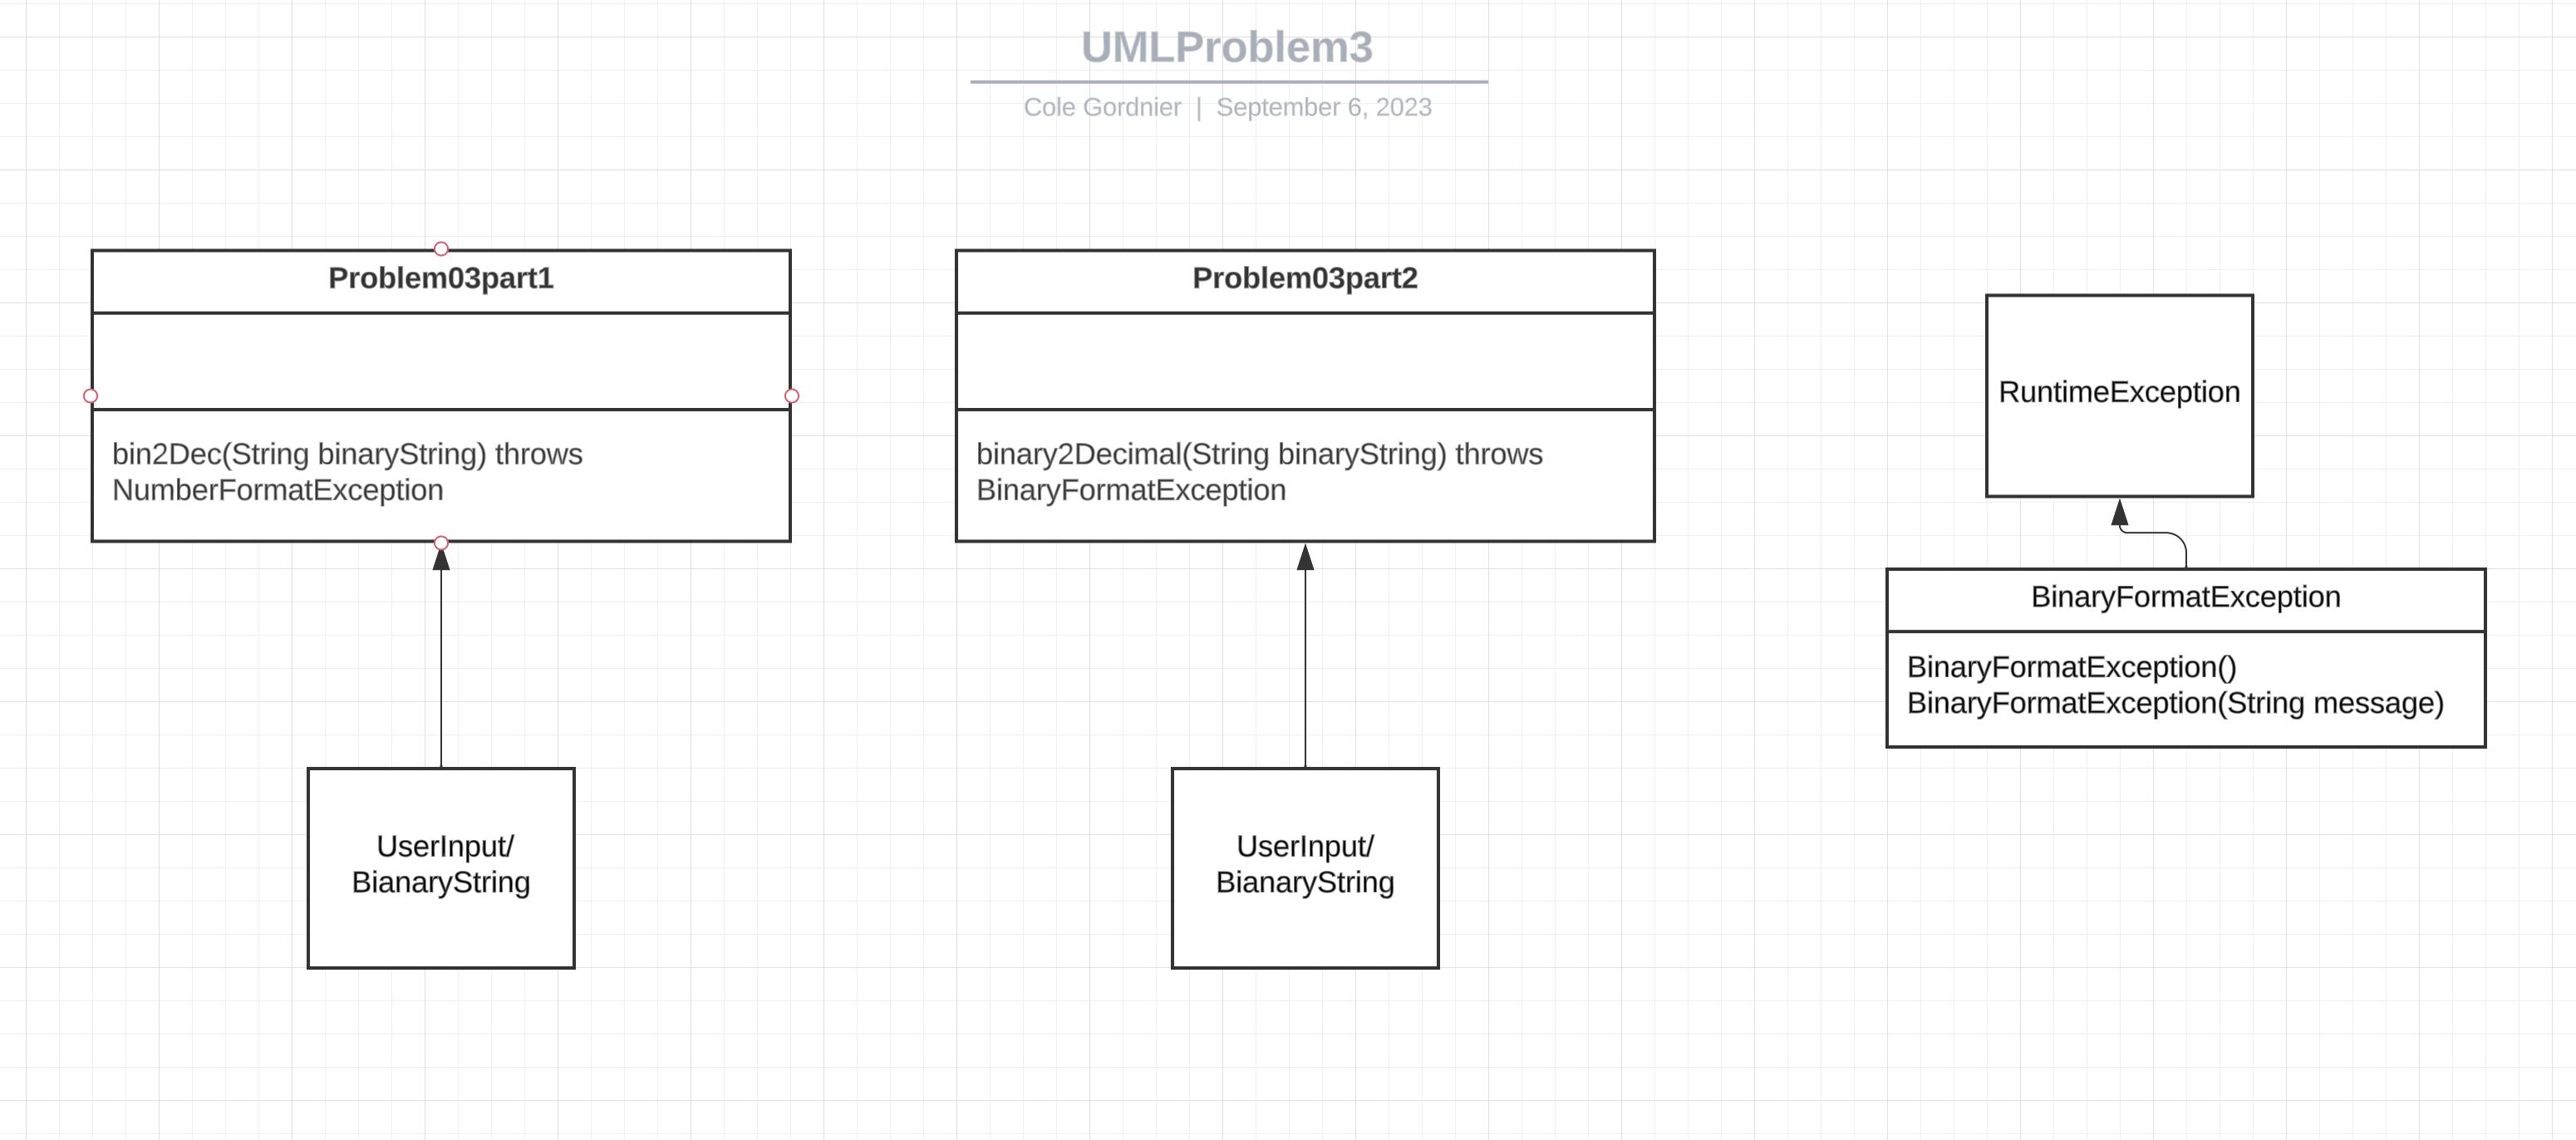 UMLProblem3
Cole Gordnier | September 6, 2023
Problem03part1
bin2Dec(String binaryString) throws
NumberFormatException
UserInput/
BianaryString
Problem03part2
binary2Decimal(String binaryString) throws
BinaryFormatException
UserInput/
BianaryString
RuntimeException
BinaryFormatException
BinaryFormatException()
BinaryFormatException(String message)